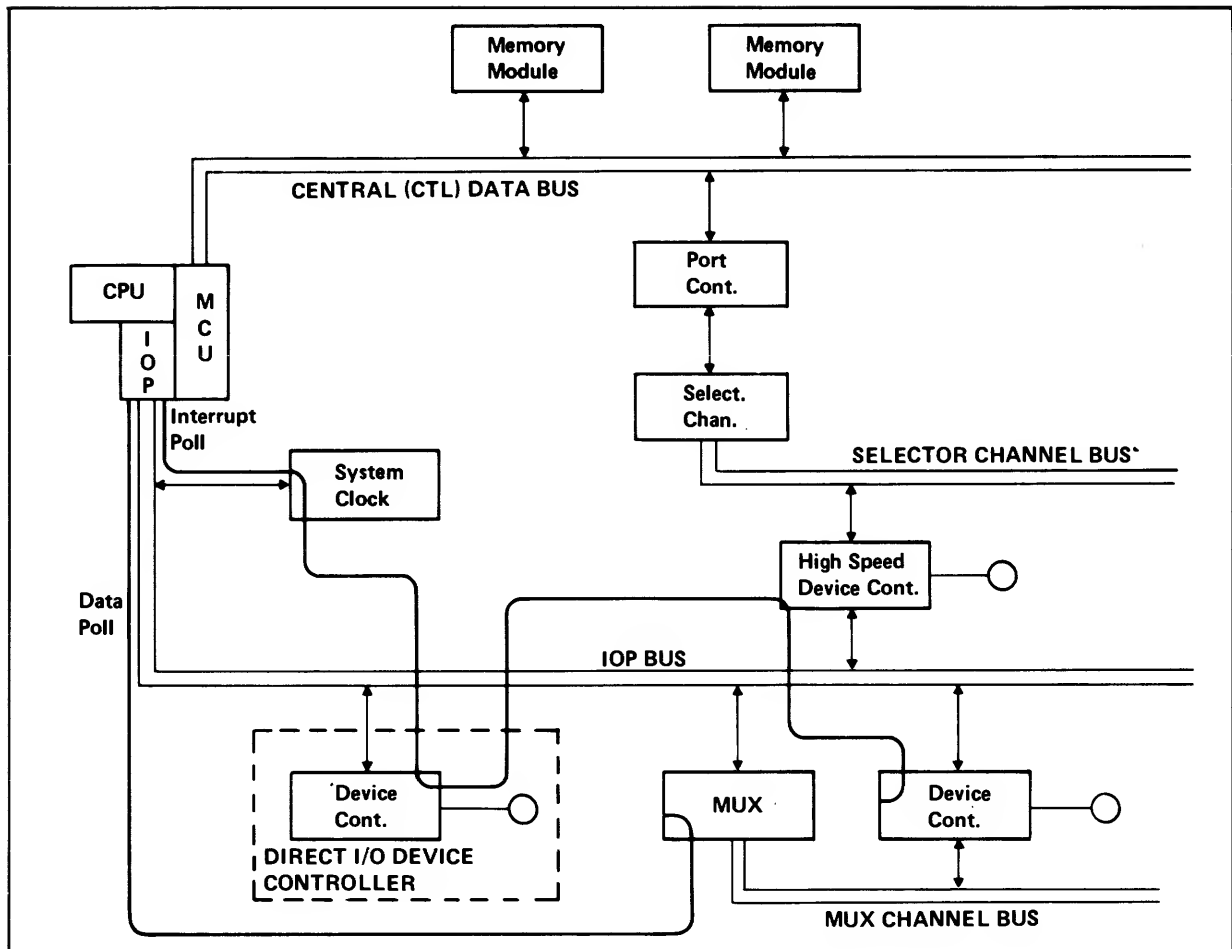 Memory
Module
Memory
Module
CENTRAL (CTL) DATA BUS
Port
Cont.
CPU
MCU
IOP
Select.
Chan.
Interrupt
Poll
SELECTOR CHANNEL BUS
System
Clock
High Speed
Device Cont.
Data
Poll
IOP BUS
Device
Cont.
MUX
Device
Cont.
DIRECT I/O DEVICE
CONTROLLER
MUX CHANNEL BUS